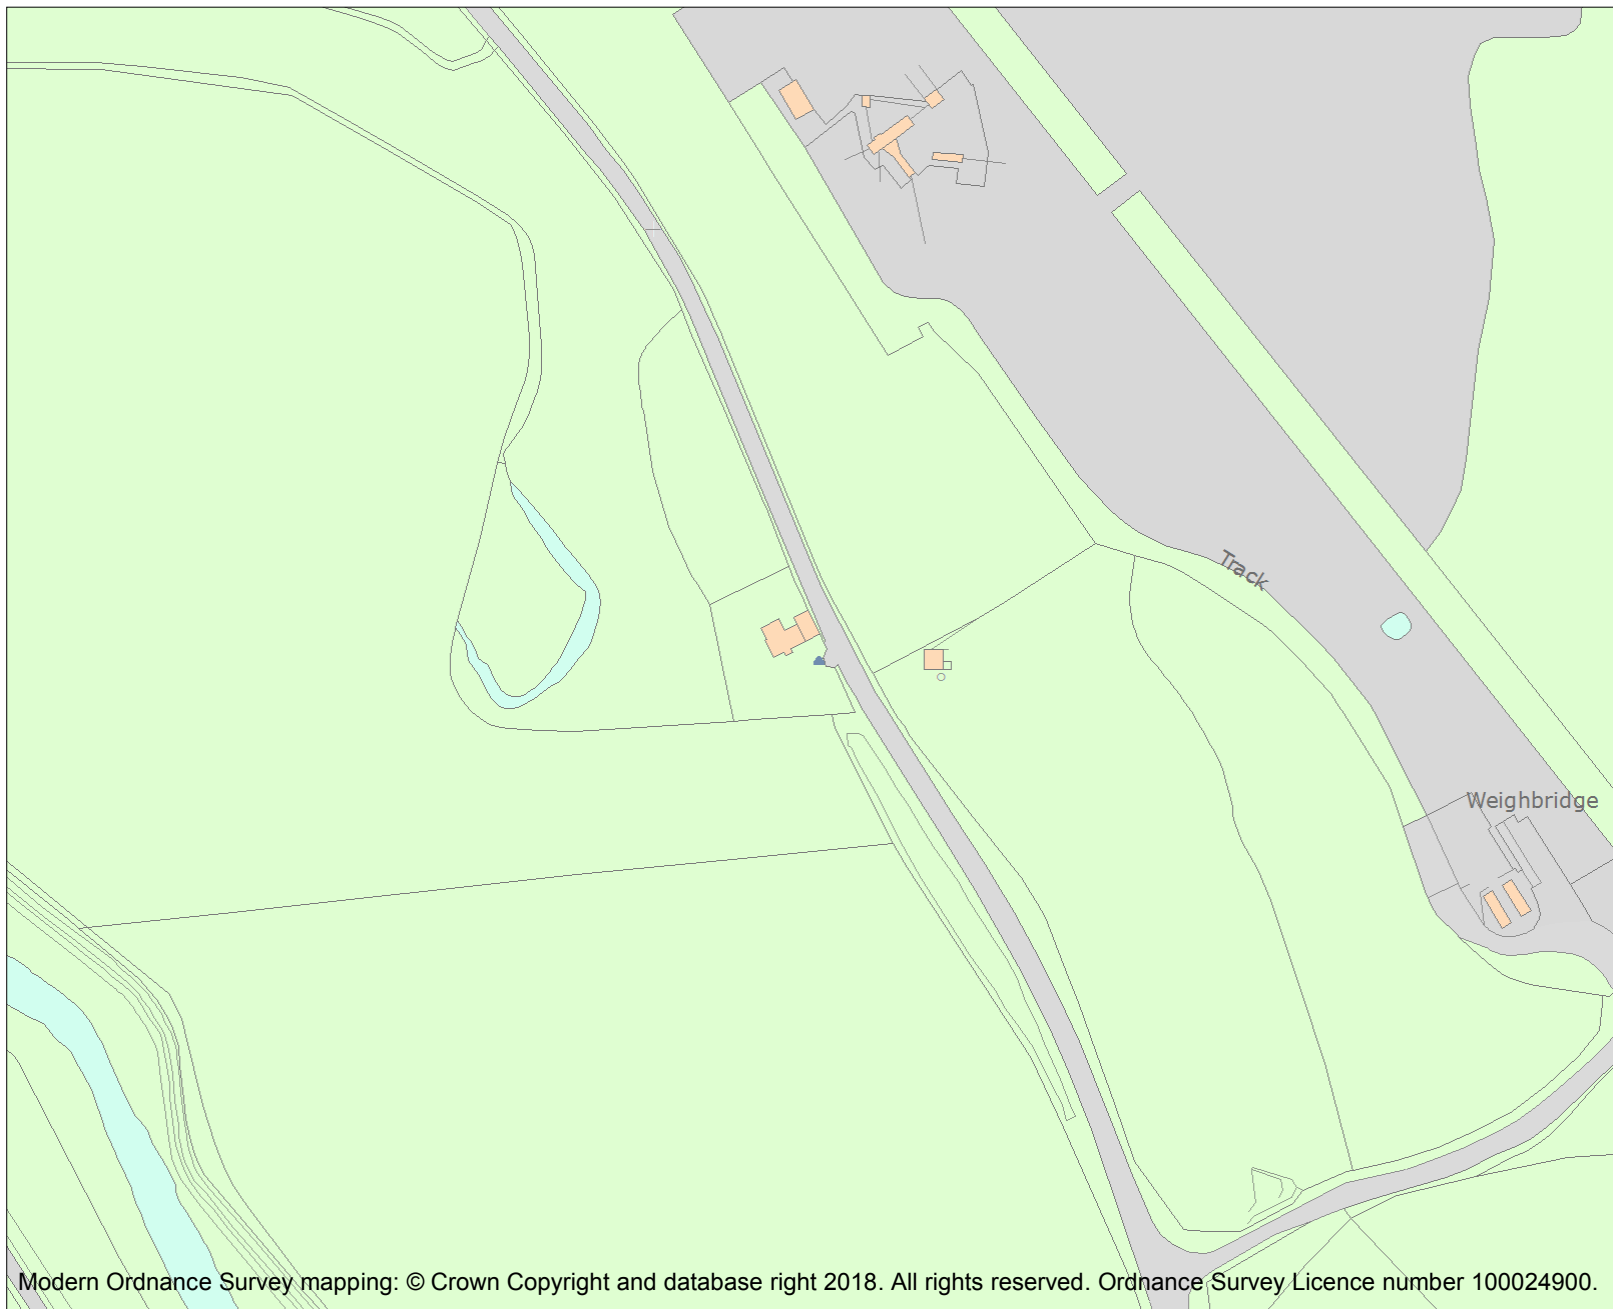 Track
Weighbridge
Modern Ordnance Survey mapping: © Crown Copyright and database right 2018. All rights reserved. Ordnance Survey Licence number 100024900.